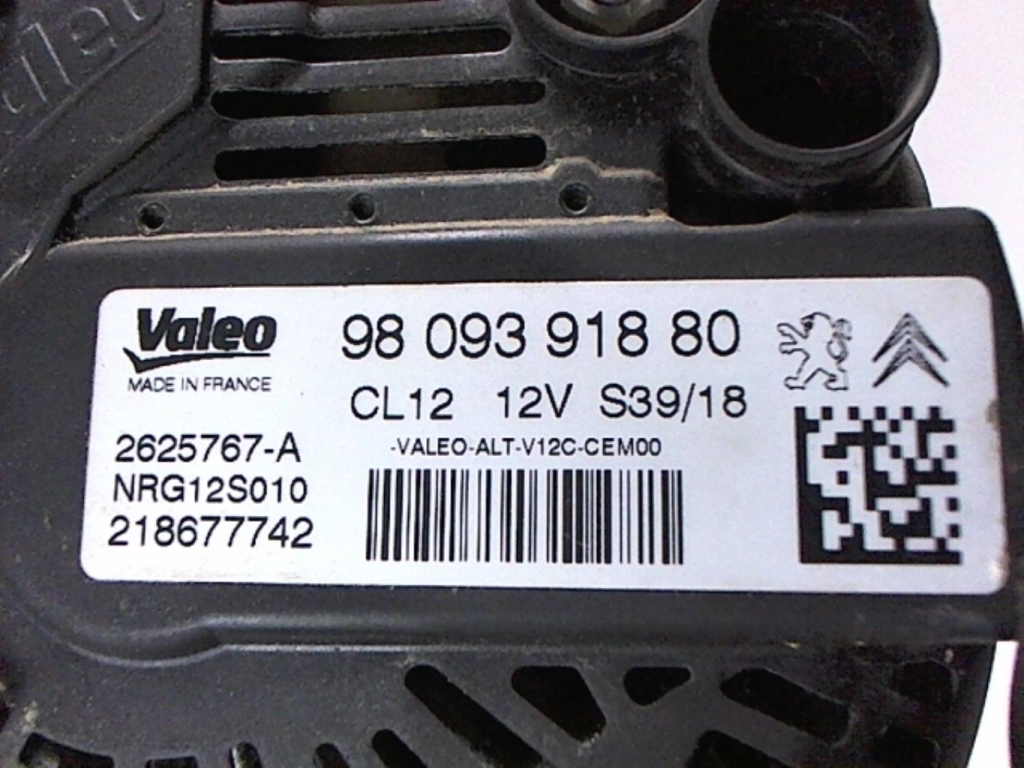 Valeo
Valeo
MADE IN FRANCE
98 093 918 80
CL12 12V S39/18
-VALEO-ALT-V12C-CEM00
2625767-A
NRG12S010
218677742